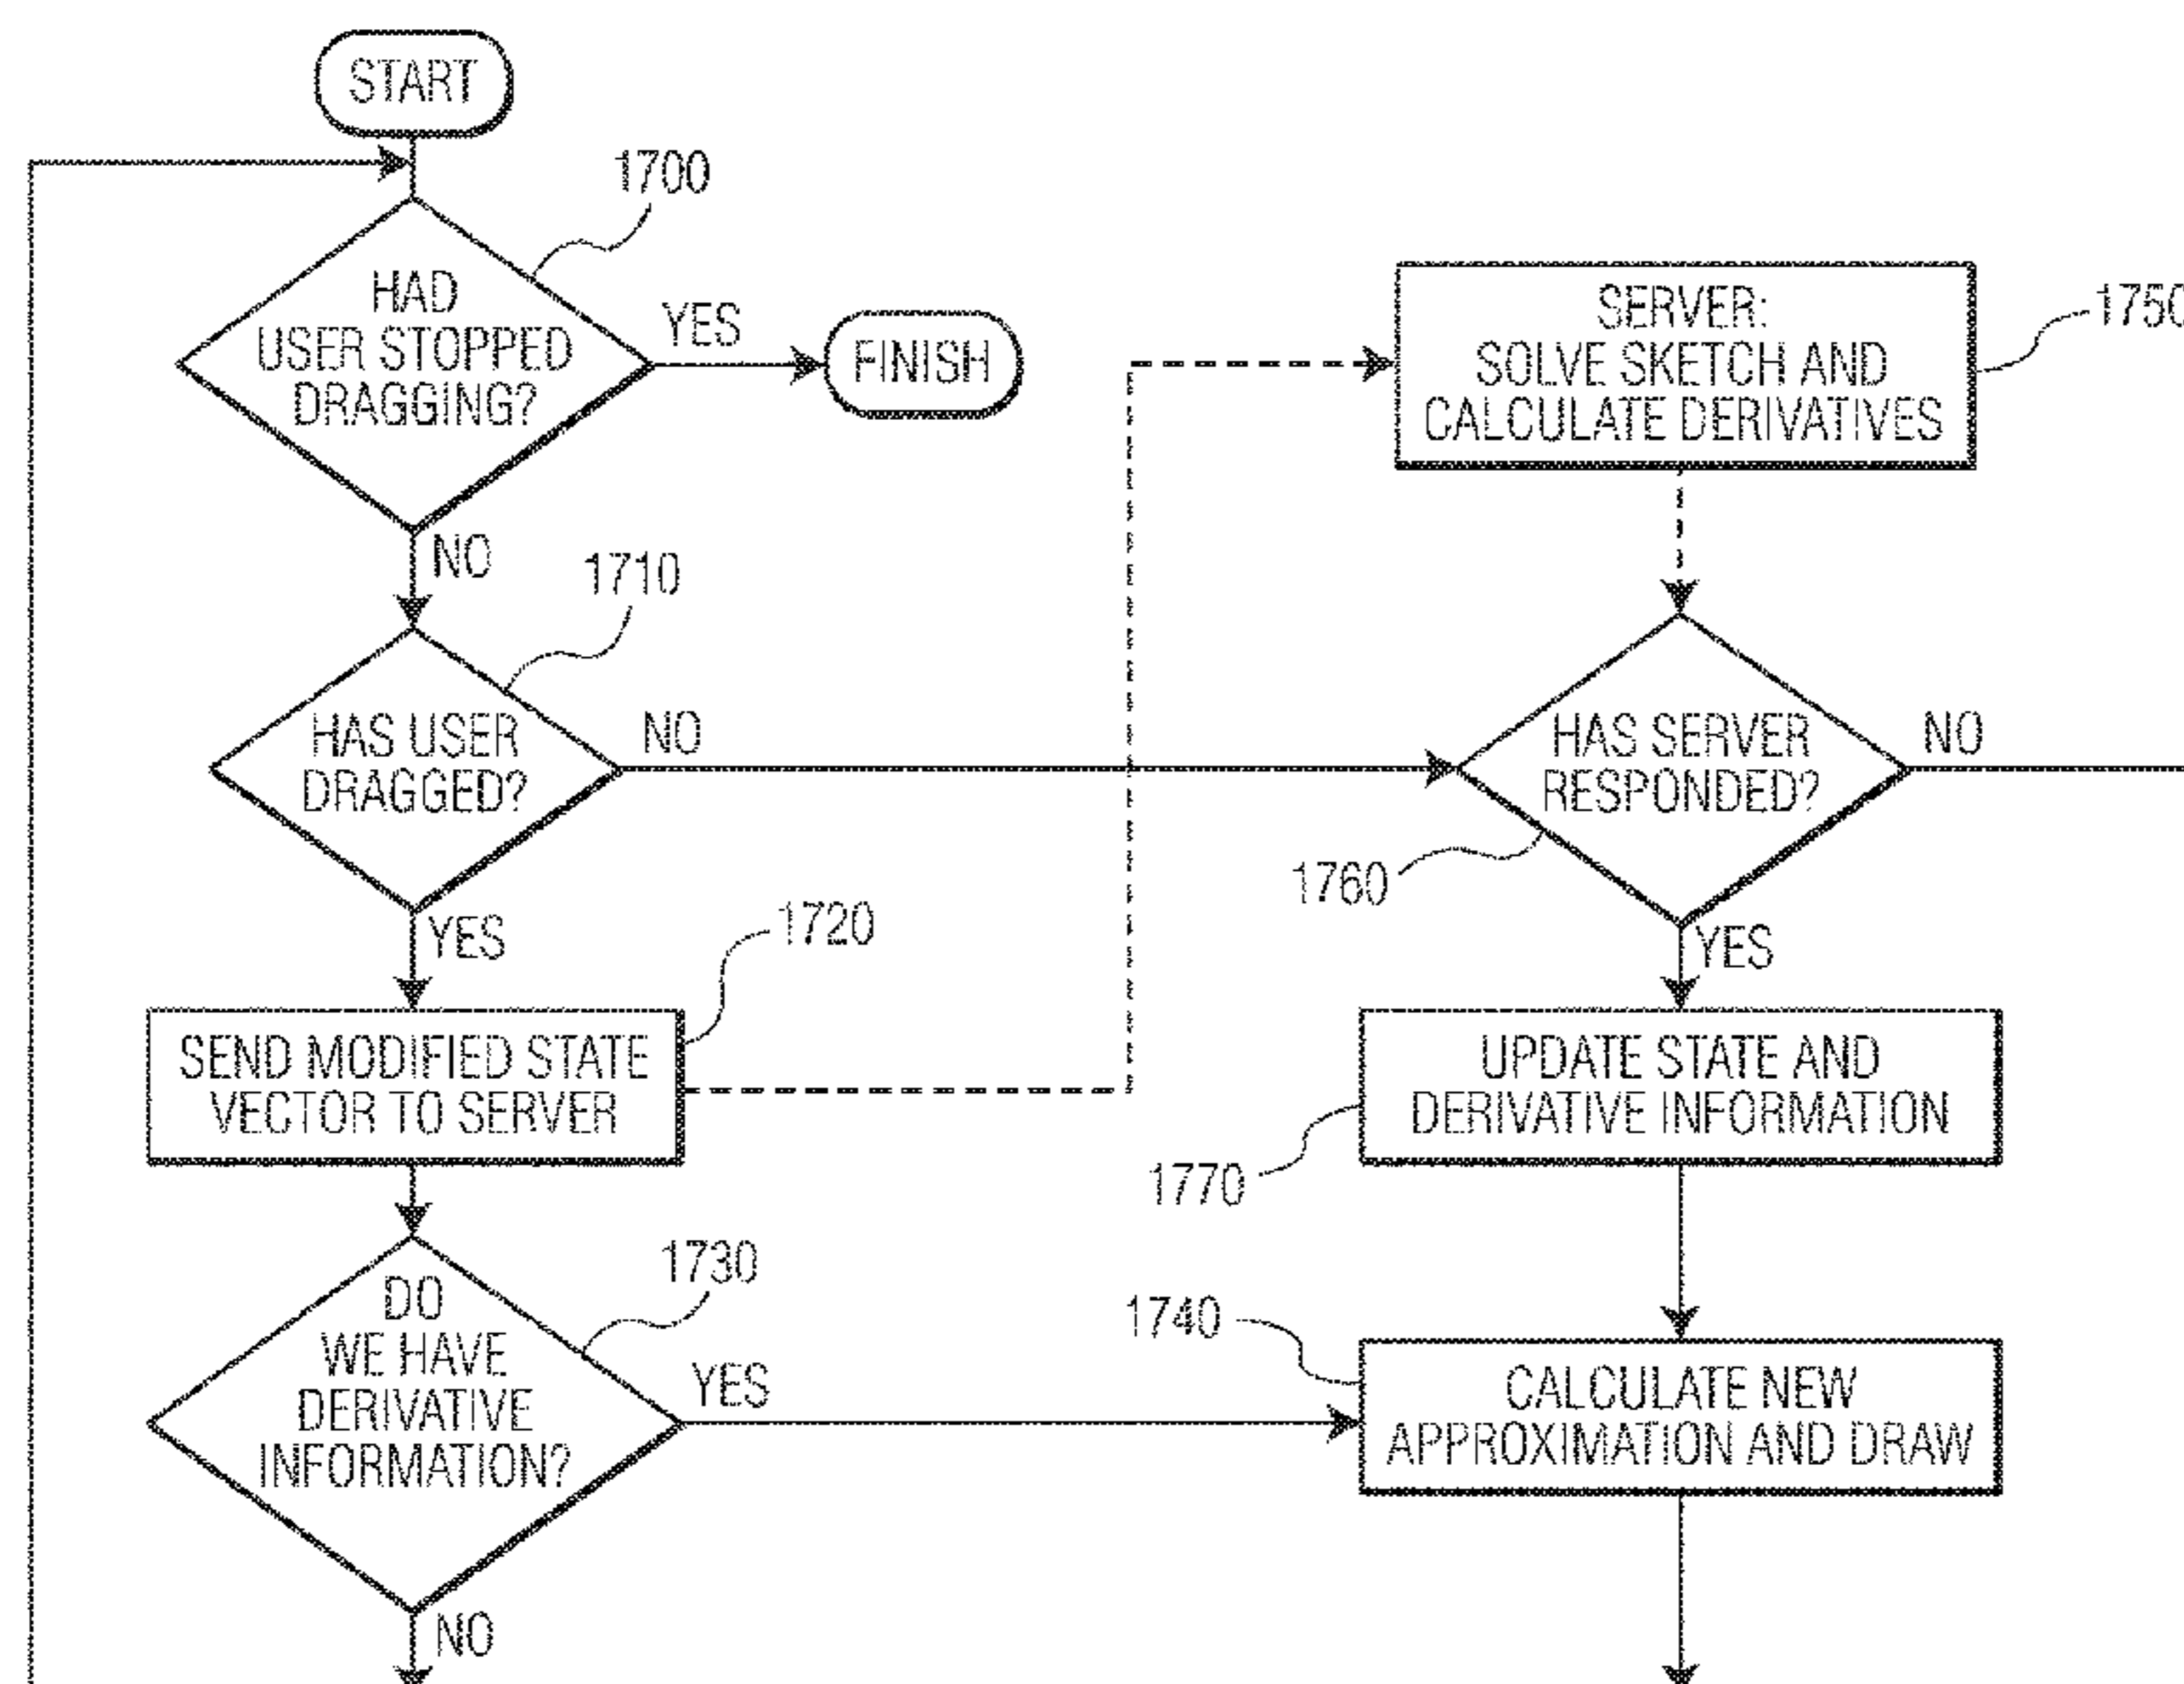 START
1700
HAD
USER STOPPED
DRAGGING?
YES
FINISH
NO
1710
HAS USER
DRAGGED?
NO
YES
1720
SEND MODIFIED STATE
VECTOR TO SERVER
1730
DO
WE HAVE
DERIVATIVE
INFORMATION?
YES
NO
SERVER:
SOLVE SKETCH AND
CALCULATE DERIVATIVES
1750
HAS SERVER
RESPONDED?
NO
1760
YES
UPDATE STATE AND
DERIVATIVE INFORMATION
1770
1740
CALCULATE NEW
APPROXIMATION AND DRAW